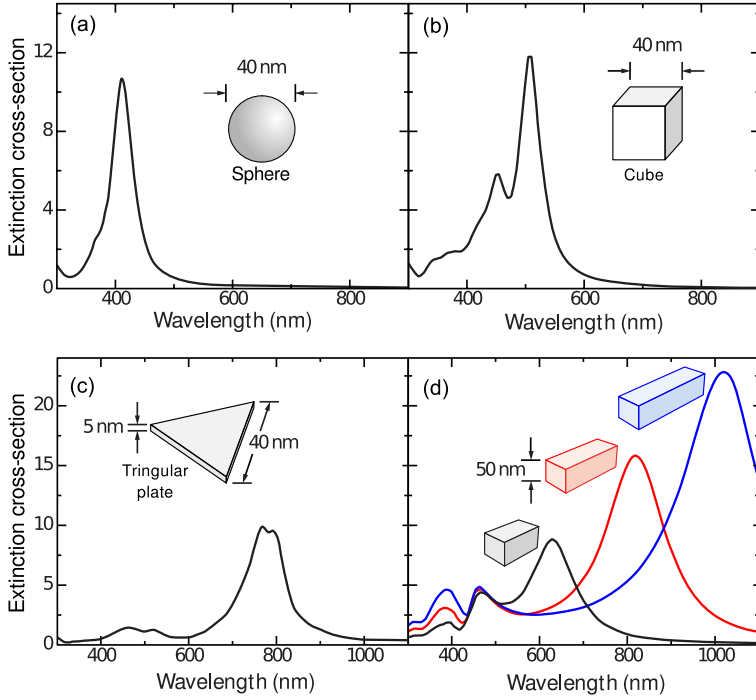 (a)
40 nm
Sphere
Extinction cross-section
12
8
4
0
400
600
800
Wavelength (nm)
(b)
40 nm
Cube
400
600
800
Wavelength (nm)
(c)
5 nm
40 nm
Tringular
plate
Extinction cross-section
20
15
10
5
0
400
600
800
1000
Wavelength (nm)
(d)
50 nm
400
600
800
1000
Wavelength (nm)